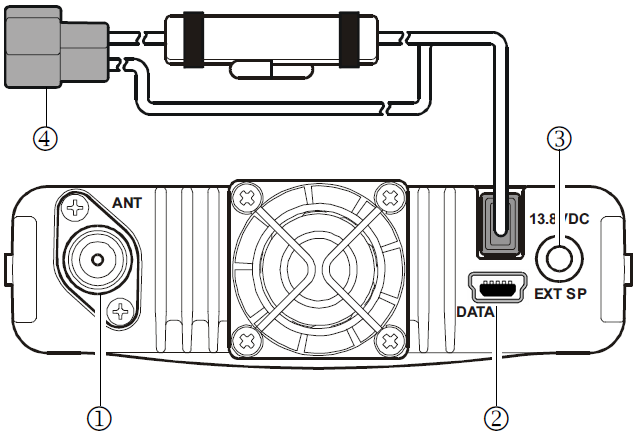 ④
③
ANT
13.8VDC
EXT SP
DATA
①
②